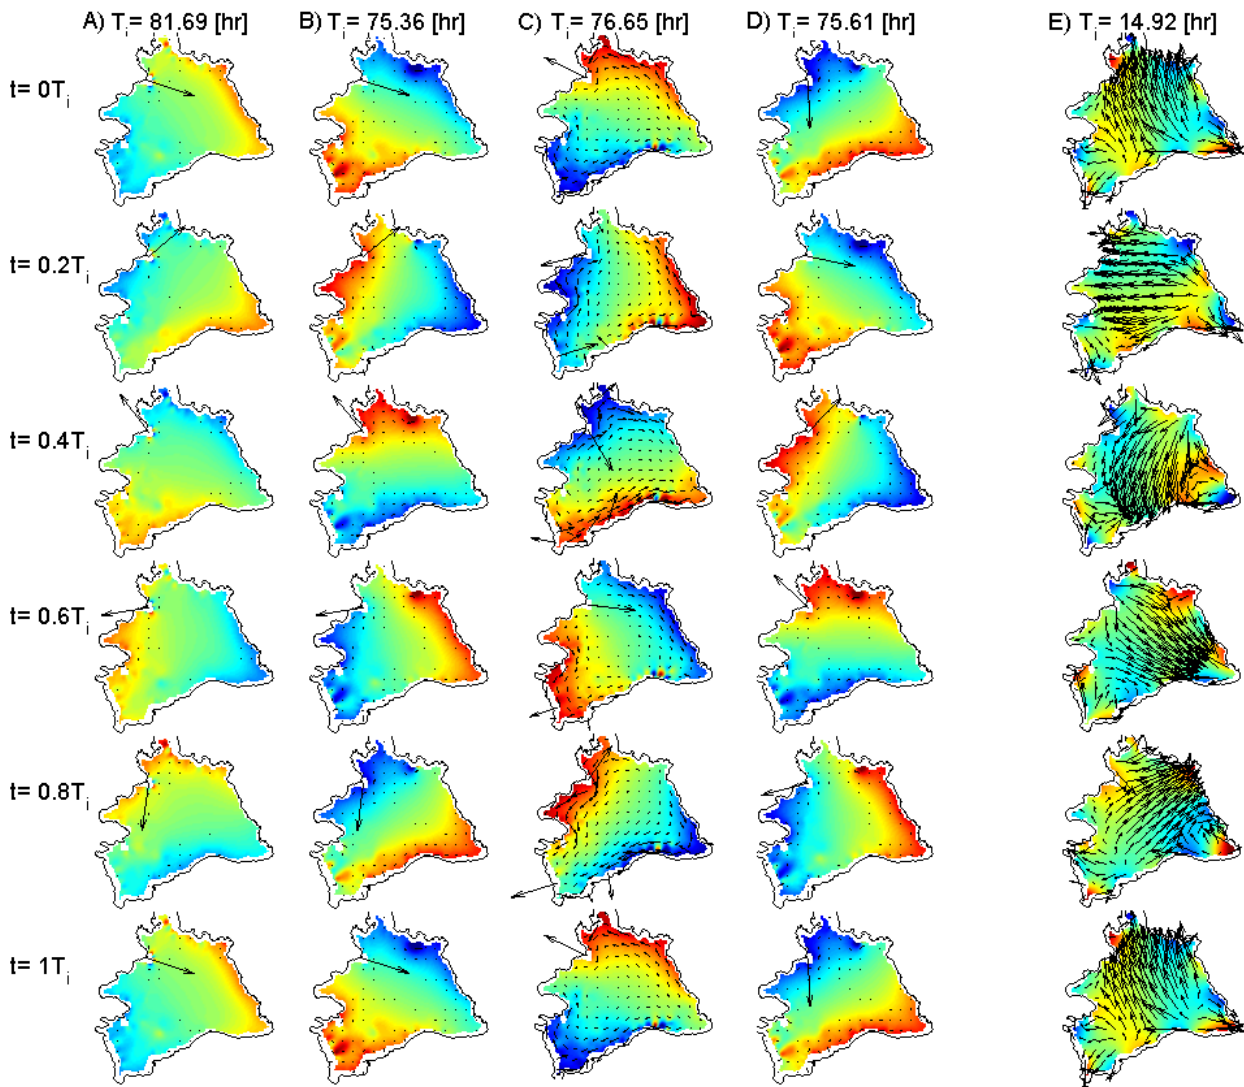 A) T_i = 81.69 [hr] B) T_i = 75.36 [hr] C) T_i = 76.65 [hr] D) T_i = 75.61 [hr] E) T_i = 14.92 [hr]
t= 0T_i
t= 0.2T_i
t= 0.4T_i
t= 0.6T_i
t= 0.8T_i
t= 1T_i